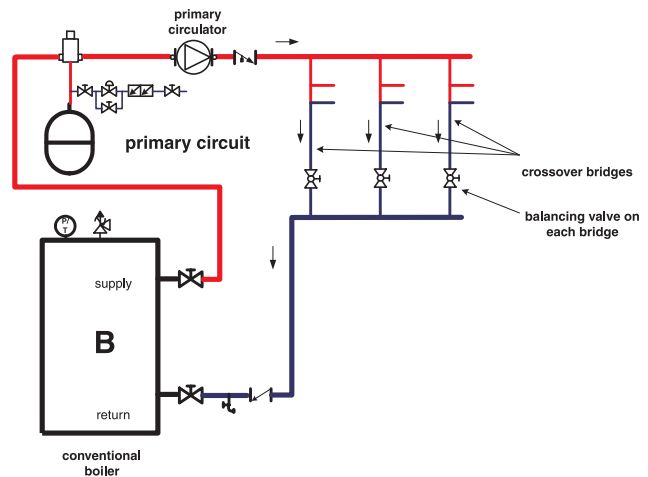 primary
circulator
primary circuit
crossover bridges
balancing valve on
each bridge
P/
T
supply
B
return
conventional
boiler